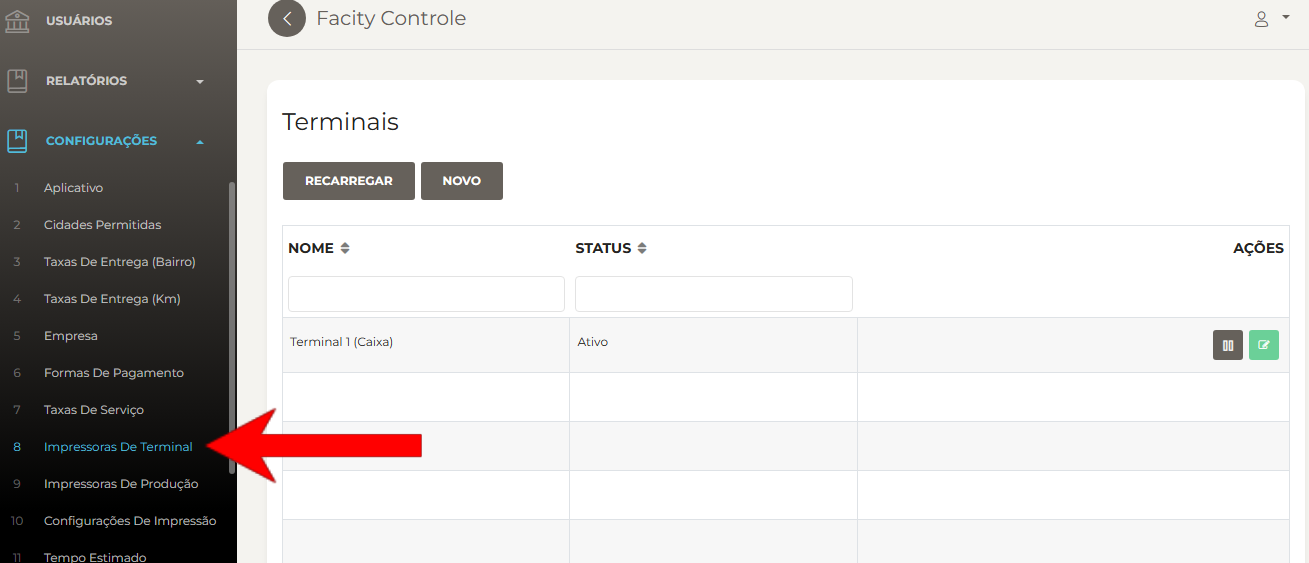 USUÁRIOS
RELATÓRIOS
CONFIGURAÇÕES
1 Aplicativo
2 Cidades Permitidas
3 Taxas De Entrega (Bairro)
4 Taxas De Entrega (Km)
5 Empresa
6 Formas De Pagamento
7 Taxas De Serviço
8 Impressoras De Terminal
9 Impressoras De Produção
10 Configurações De Impressão
11 Tempo Estimado
Facity Controle
Terminais
RECARREGAR NOVO
NOME STATUS AÇÕES
Terminal 1 (Caixa) Ativo